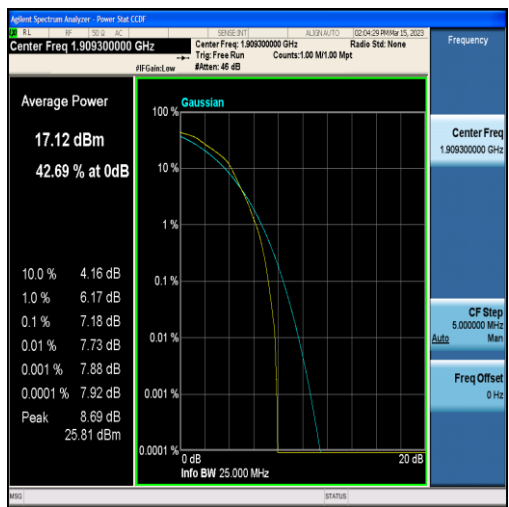 Agilent Spectrum Analyzer - Power Stat CCDF
RL RF 50 Ω AC SENSE:INT ALIGN AUTO 02:04:29 PM Mar 15, 2023
Center Freq 1.909300000 GHz
Center Freq: 1.909300000 GHz Radio Std: None
Trig: Free Run Counts:1.00 M/1.00 Mpt
#IFGain:Low #Atten: 46 dB
Frequency
Average Power
17.12 dBm
42.69 % at 0dB
10.0 % 4.16 dB
1.0 % 6.17 dB
0.1 % 7.18 dB
0.01 % 7.73 dB
0.001 % 7.88 dB
0.0001 % 7.92 dB
Peak 8.69 dB
25.81 dBm
Gaussian
100 %
10 %
1 %
0.1 %
0.01 %
0.001 %
0.0001 %
0 dB 20 dB
Info BW 25.000 MHz
Center Freq
1.909300000 GHz
CF Step
5.000000 MHz
Auto Man
Freq Offset
0 Hz
MSG STATUS